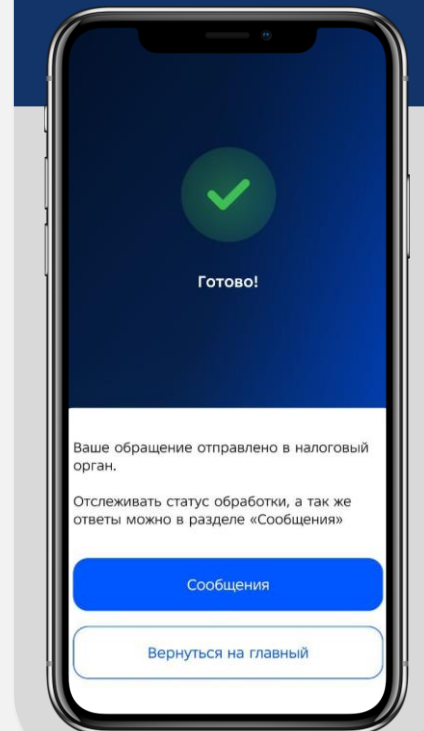 Готово!
Ваше обращение отправлено в налоговый
орган.
Отслеживать статус обработки, а так же
ответы можно в разделе «Сообщения»
Сообщения
Вернуться на главный